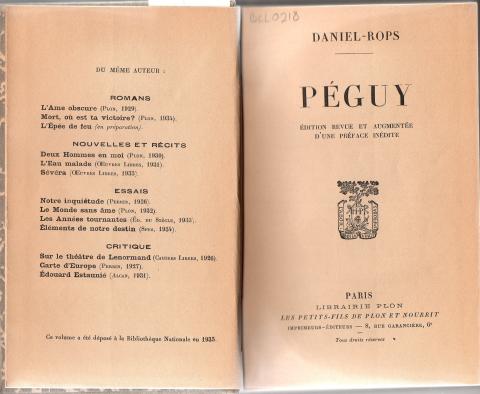 DU MÊME AUTEUR :
ROMANS
L'Ame obscure (PLON, 1929).
Mort, où est ta victoire? (PLON, 1934).
L'Épée de feu (en préparation).
NOUVELLES ET RÉCITS
Deux Hommes en moi (PLON, 1930).
L'Eau malade (ŒUVRES LIBRES, 1931).
Sévéra (ŒUVRES LIBRES, 1933).
ESSAIS
Notre inquiétude (PERRIN, 1926).
Le Monde sans âme (PLON, 1932).
Les Années tournantes (ÉD. DU SIÈCLE, 1933).
Éléments de notre destin (SPES, 1934).
CRITIQUE
Sur le théâtre de Lenormand (CAHIERS LIBRES, 1926).
Carte d'Europe (PERRIN, 1927).
Édouard Estaunié (ALCAN, 1931).
Ce volume a été déposé à la Bibliothèque Nationale en 1935.
DANIEL-ROPS
PÉGUY
ÉDITION REVUE ET AUGMENTÉE
D'UNE PRÉFACE INÉDITE
PARIS
LIBRAIRIE PLON
LES PETITS-FILS DE PLON ET NOURRIT
IMPRIMEURS-ÉDITEURS — 8, RUE GARANCIÈRE, 6e
Tous droits réservés